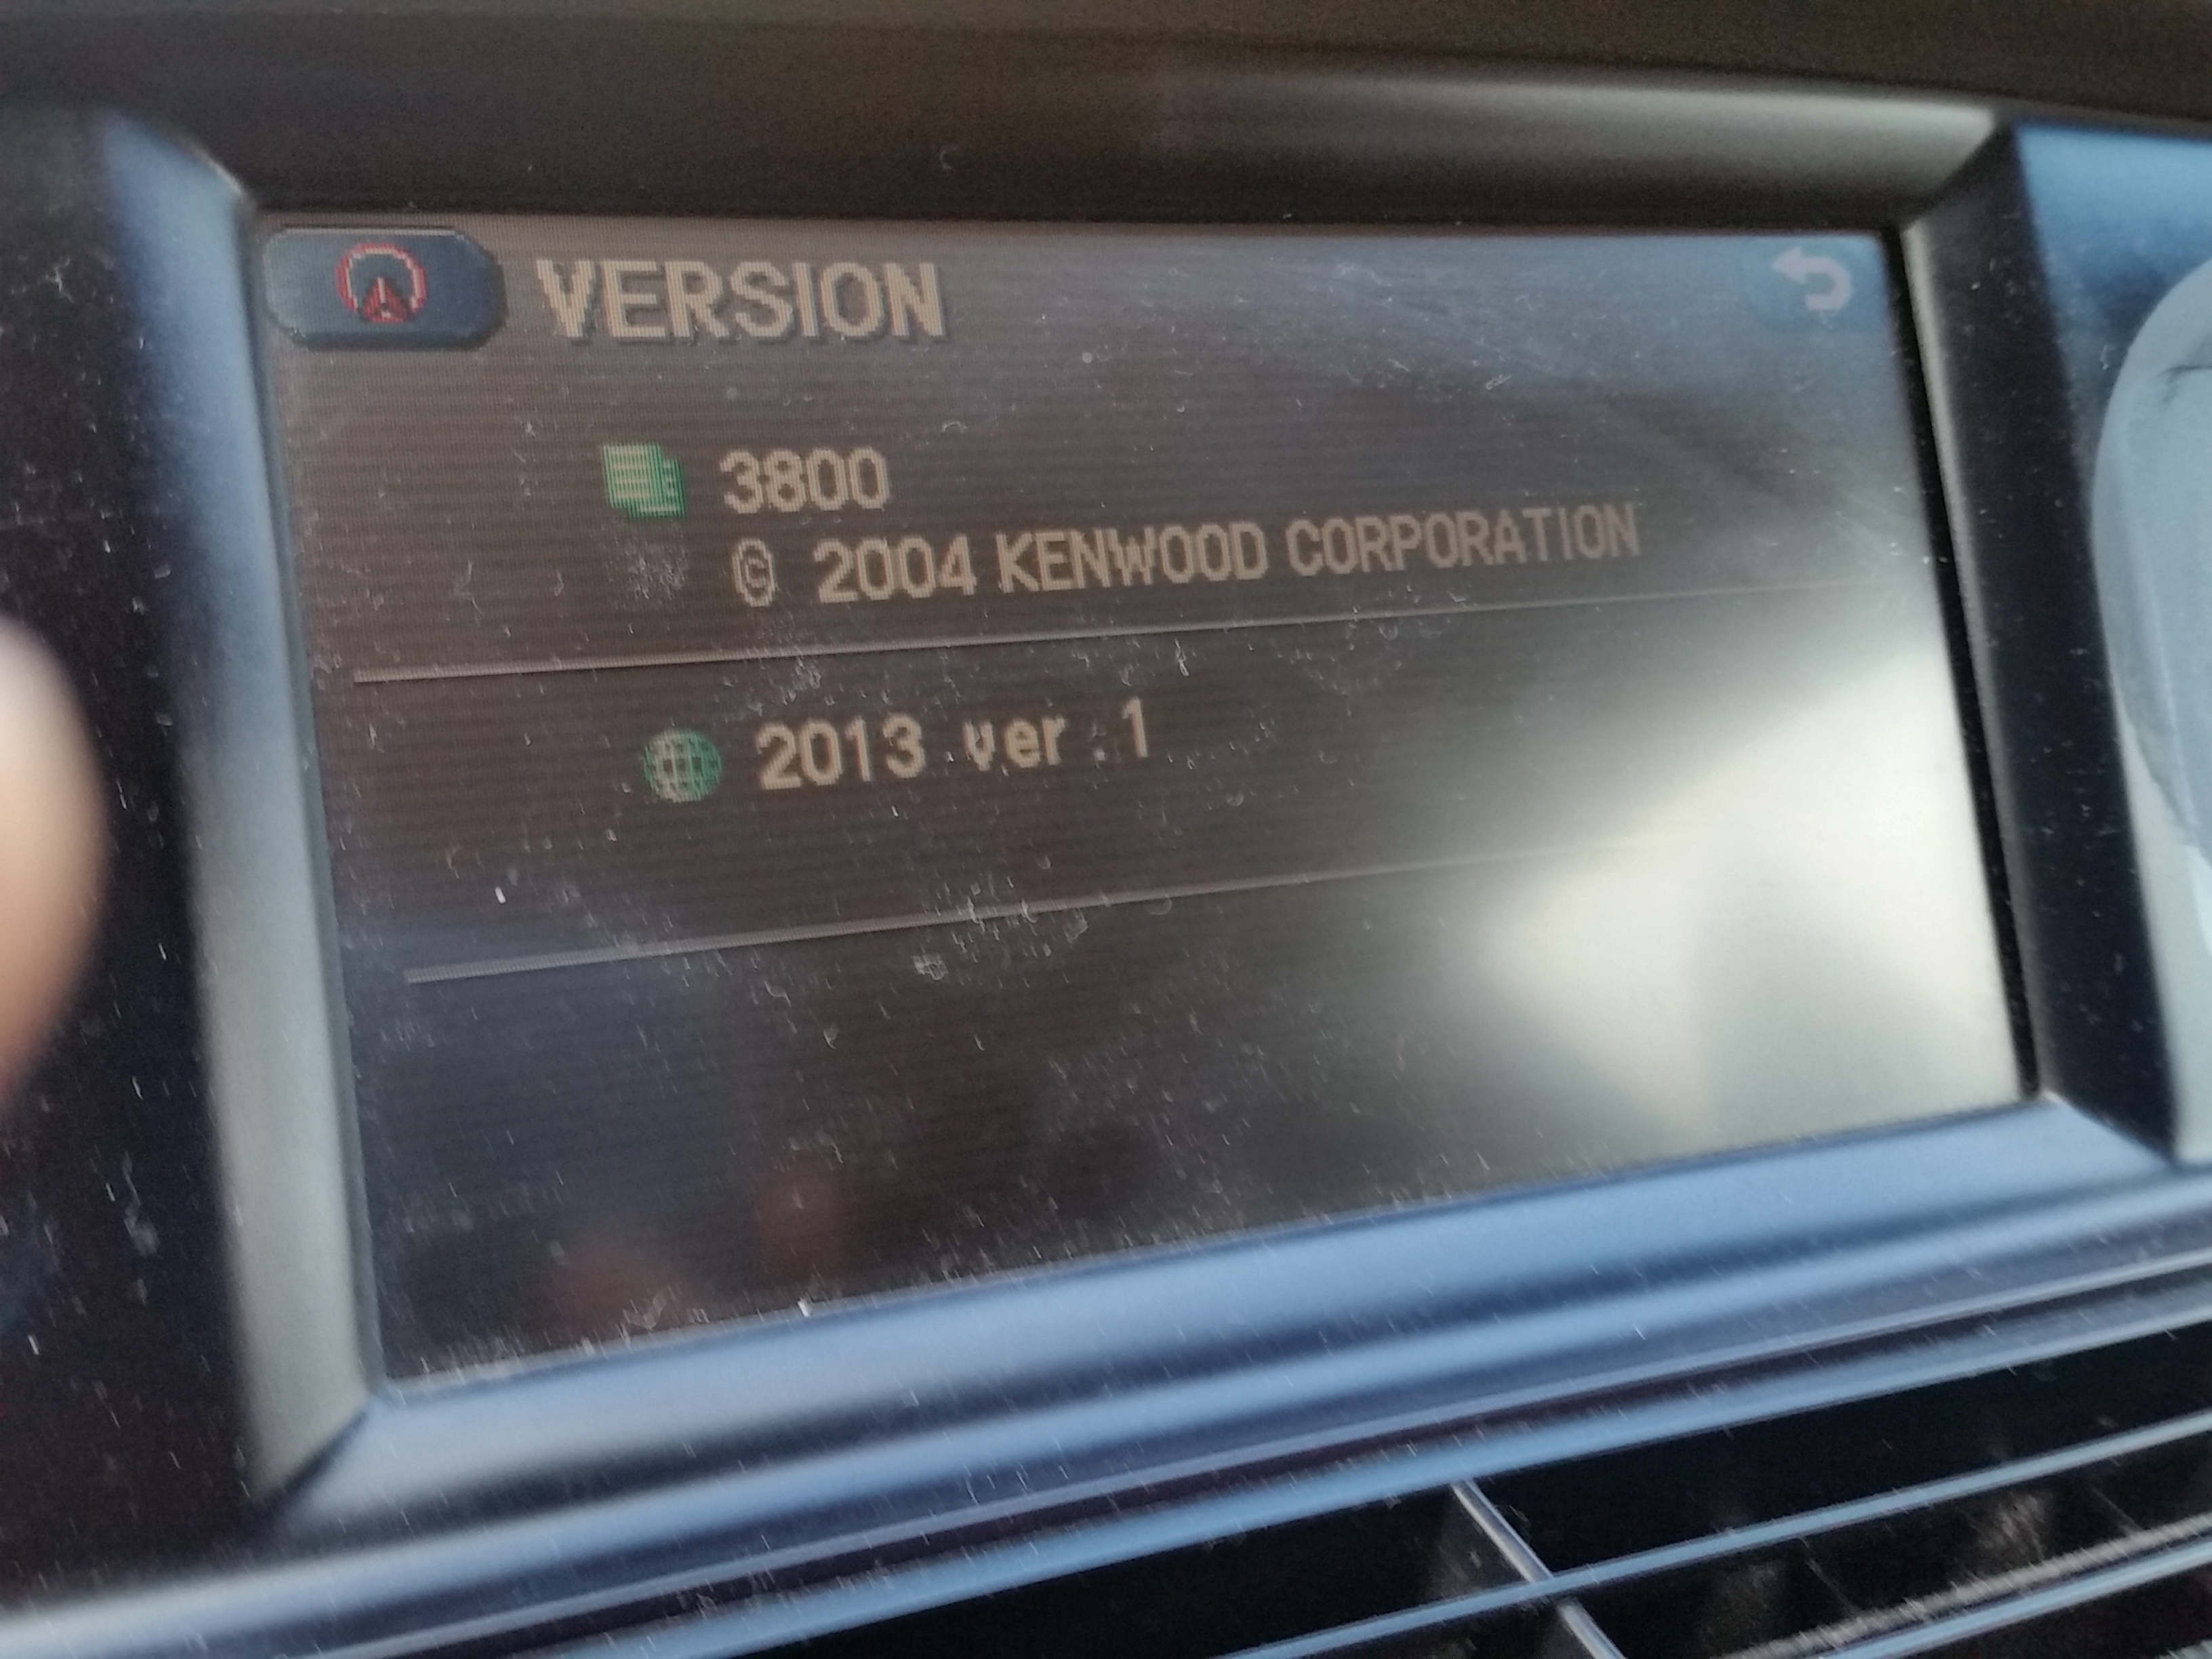 VERSION
3800
© 2004 KENWOOD CORPORATION
2013 ver .1